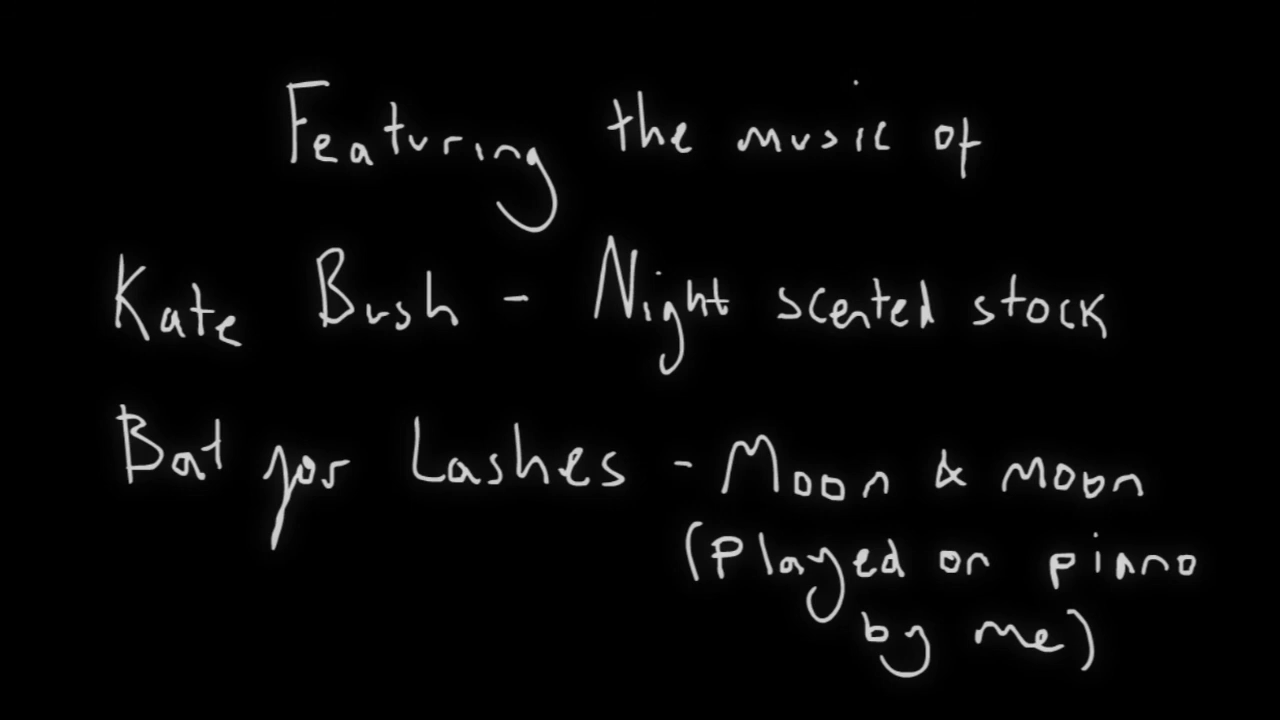 Featuring the music of
Kate Bush - Night scented stock
Bat for Lashes - Moon & moon
(Played on piano
by me)